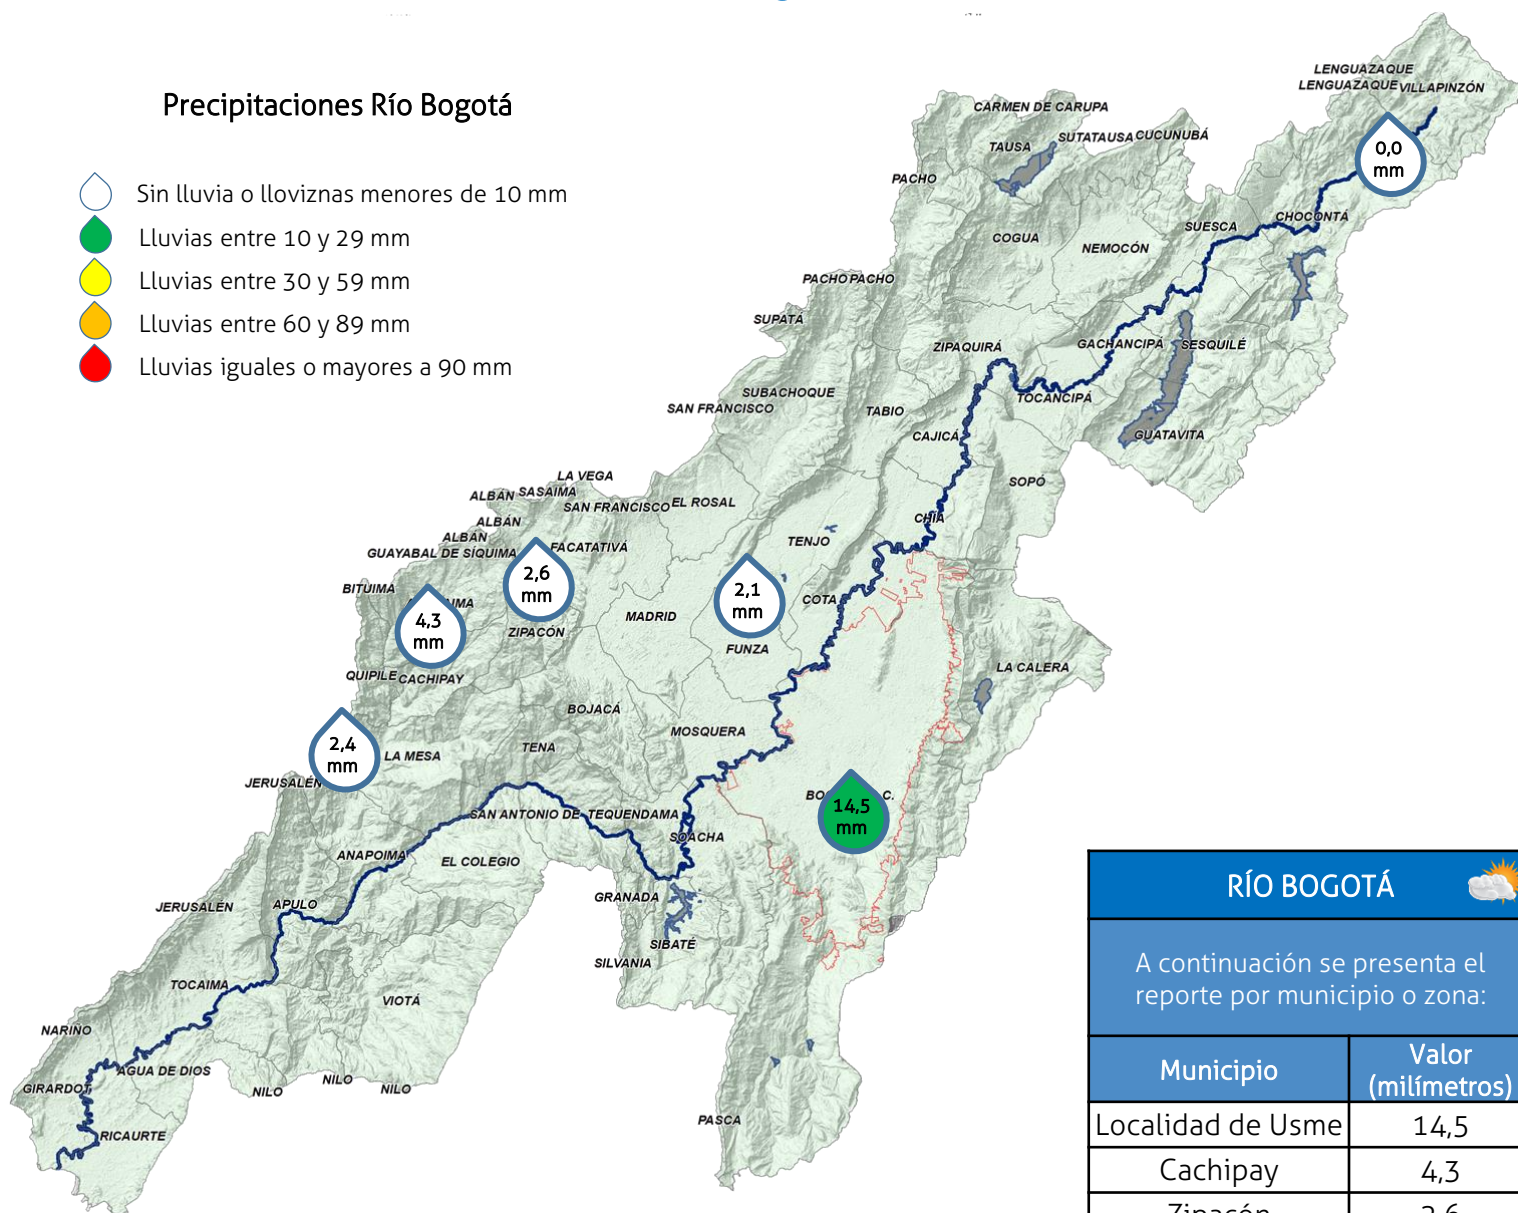 Precipitaciones Río Bogotá
Sin lluvia o lloviznas menores de 10 mm
Lluvias entre 10 y 29 mm
Lluvias entre 30 y 59 mm
Lluvias entre 60 y 89 mm
Lluvias iguales o mayores a 90 mm
LENGUAZAQUE
LENGUAZAQUE
VILLAPINZÓN
CARMEN DE CARUPA
SUTATAUSA
CUCUNUBÁ
TAUSA
0,0
mm
PACHO
CHOCONTÁ
SUESCA
COGUA
NEMOCÓN
PACHO
PACHO
SUPATÁ
ZIPAQUIRÁ
GACHANCIPÁ
SESQUILÉ
SUBACHOQUE
TOCANCIPÁ
SAN FRANCISCO
TABIO
CAJICÁ
GUATAVITA
LA VEGA
SOPÓ
ALBÁN
SASAIMA
SAN FRANCISCO
EL ROSAL
ALBÁN
CHÍA
ALBÁN
TENJO
GUAYABAL DE SÍQUIMA
FACATATIVÁ
2,6
mm
BITUIMA
2,1
mm
COTA
4,3
mm
MADRID
ZIPACÓN
FUNZA
LA CALERA
QUIPILE
CACHIPAY
BOJACÁ
MOSQUERA
2,4
mm
LA MESA
TENA
JERUSALÉN
14,5
mm
SAN ANTONIO DE TEQUENDAMA
SOACHA
ANAPOIMA
EL COLEGIO
GRANADA
JERUSALÉN
APULO
SIBATÉ
SILVANIA
TOCAIMA
VIOTÁ
NARIÑO
AGUA DE DIOS
GIRARDOT
NILO
NILO
NILO
RICAURTE
PASCA
RÍO BOGOTÁ
A continuación se presenta el
reporte por municipio o zona:
Municipio
Valor
(milímetros)
Localidad de Usme
14,5
Cachipay
4,3
Zipacón
2,6